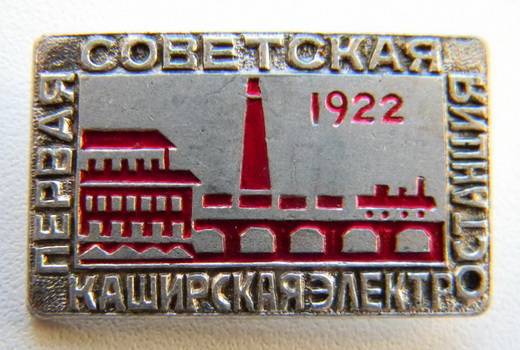 ПЕРВАЯ
СОВЕТСКАЯ
КАШИРСКАЯ ЭЛЕКТРО
СТАНЦИЯ
1922